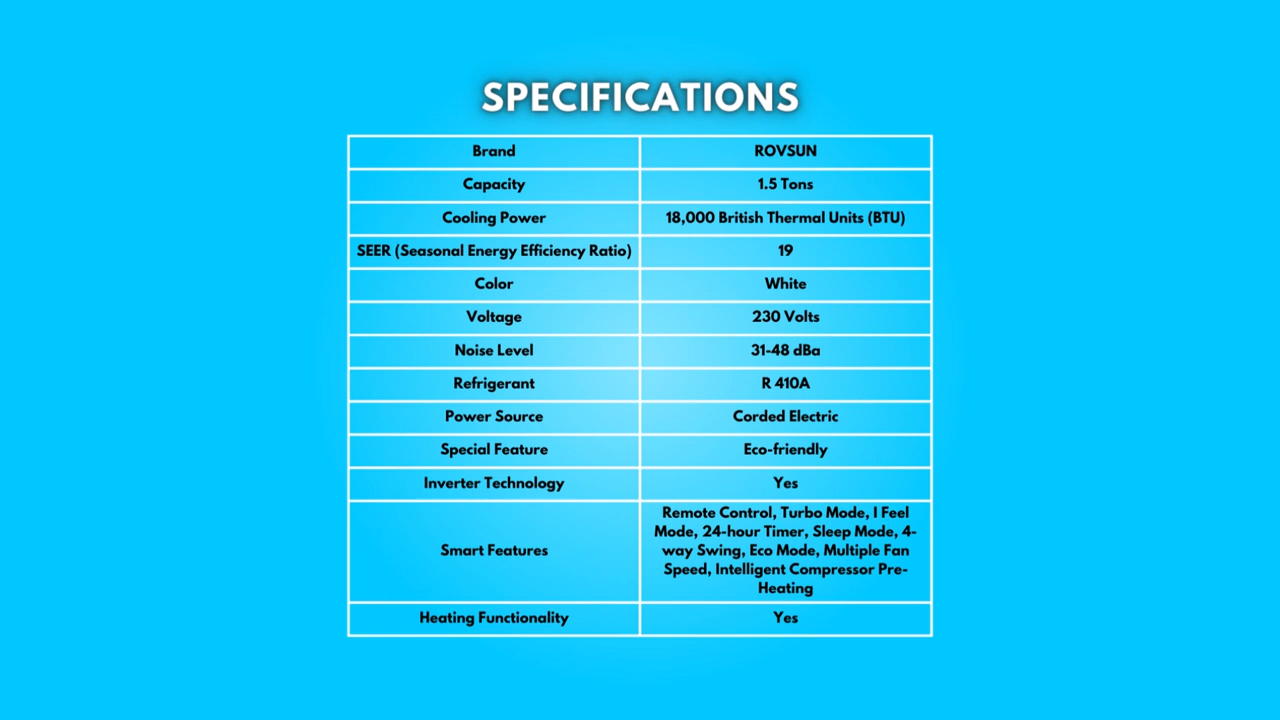 SPECIFICATIONS
Brand
ROVSUN
Capacity
1.5 Tons
Cooling Power
18,000 British Thermal Units (BTU)
SEER (Seasonal Energy Efficiency Ratio)
19
Color
White
Voltage
230 Volts
Noise Level
31-48 dBa
Refrigerant
R 410A
Power Source
Corded Electric
Special Feature
Eco-friendly
Inverter Technology
Yes
Smart Features
Remote Control, Turbo Mode, I Feel
Mode, 24-hour Timer, Sleep Mode, 4-
way Swing, Eco Mode, Multiple Fan
Speed, Intelligent Compressor Pre-
Heating
Heating Functionality
Yes